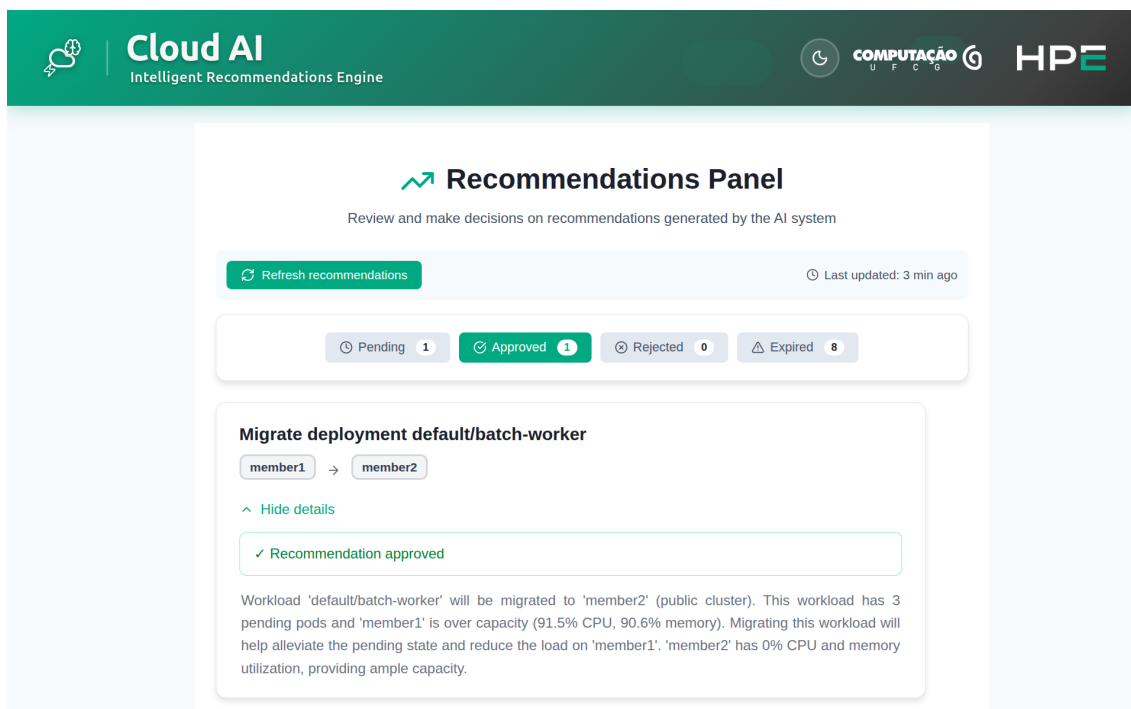 Cloud AI
Intelligent Recommendations Engine
COMPUTAÇÃO
U F C G
HPE
Recommendations Panel
Review and make decisions on recommendations generated by the AI system
Refresh recommendations
Last updated: 3 min ago
Pending 1
Approved 1
Rejected 0
Expired 8
Migrate deployment default/batch-worker
member1 → member2
Hide details
✓ Recommendation approved
Workload 'default/batch-worker' will be migrated to 'member2' (public cluster). This workload has 3
pending pods and 'member1' is over capacity (91.5% CPU, 90.6% memory). Migrating this workload will
help alleviate the pending state and reduce the load on 'member1'. 'member2' has 0% CPU and memory
utilization, providing ample capacity.